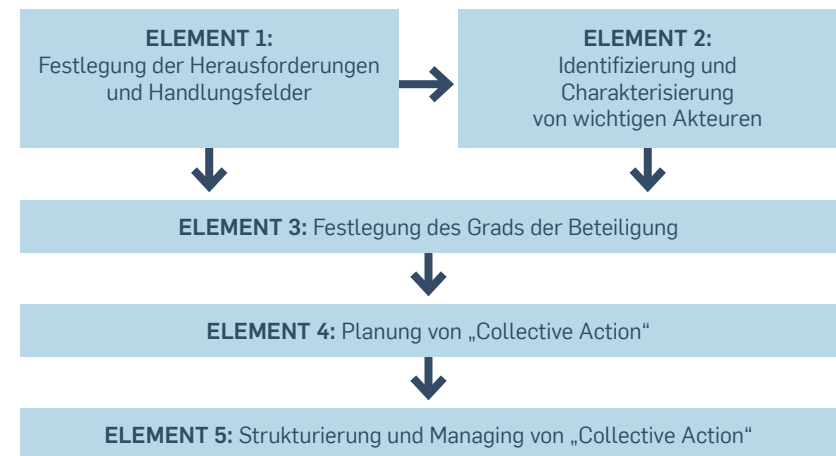 ELEMENT 1:
Festlegung der Herausforderungen
und Handlungsfelder
ELEMENT 2:
Identifizierung und
Charakterisierung
von wichtigen Akteuren
ELEMENT 3: Festlegung des Grads der Beteiligung
ELEMENT 4: Planung von „Collective Action“
ELEMENT 5: Strukturierung und Managing von „Collective Action“